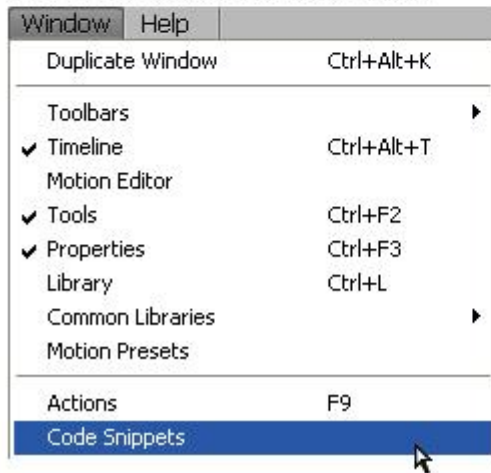 Window Help
Duplicate Window Ctrl+Alt+K
Toolbars
Timeline Ctrl+Alt+T
Motion Editor
Tools Ctrl+F2
Properties Ctrl+F3
Library Ctrl+L
Common Libraries
Motion Presets
Actions F9
Code Snippets